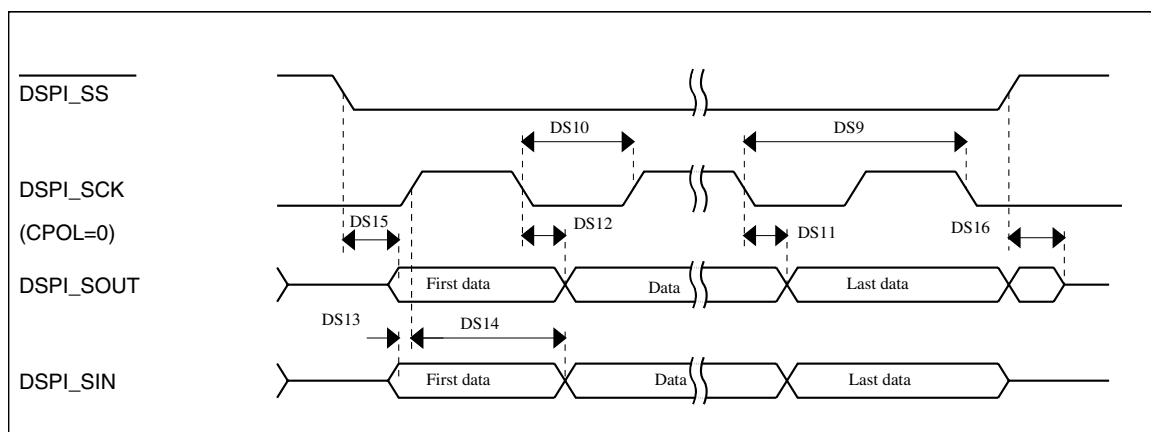 DSPI_SS
DS10
DS9
DSPI_SCK
(CPOL=0)
DS15
DS12
DS11
DS16
DSPI_SOUT
First data
Data
Last data
DS13
DS14
DSPI_SIN
First data
Data
Last data